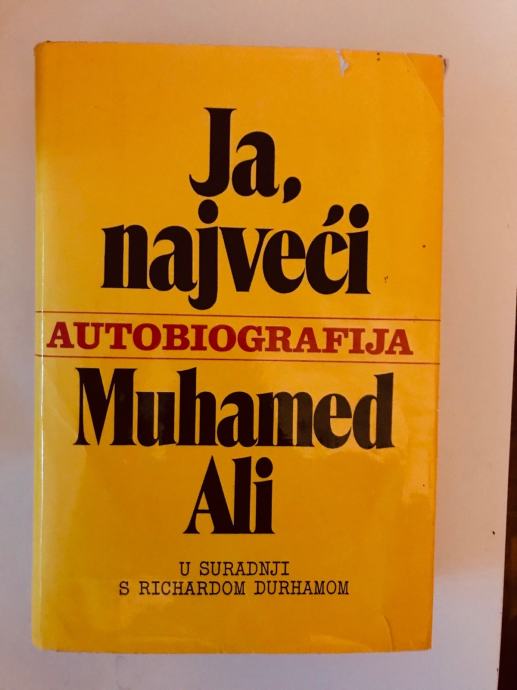 Ja,
najveći
AUTOBIOGRAFIJA
Muhamed
Ali
U SURADNJI
S RICHARDOM DURHAMOM